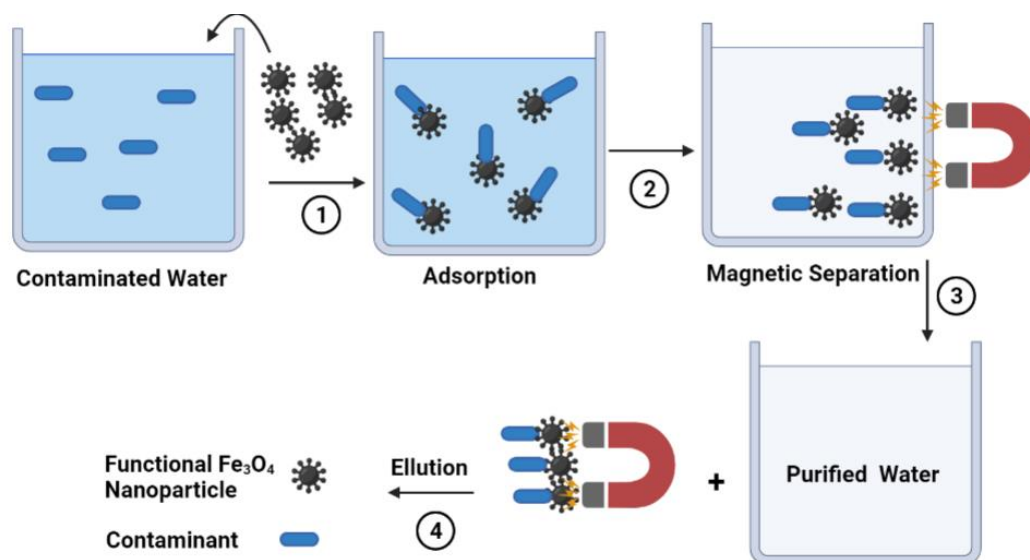 1
2
Contaminated Water
Adsorption
Magnetic Separation
3
Functional Fe₃O₄
Nanoparticle
Contaminant
Ellution
4
+
Purified Water